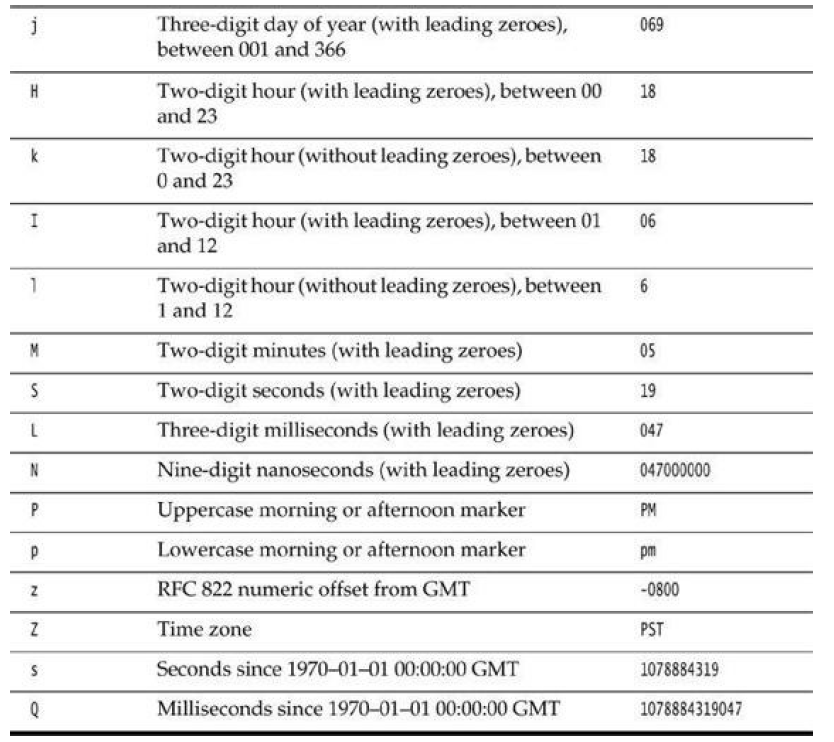 j Three-digit day of year (with leading zeroes), 069
between 001 and 366
H Two-digit hour (with leading zeroes), between 00 18
and 23
k Two-digit hour (without leading zeroes), between 18
0 and 23
I Two-digit hour (with leading zeroes), between 01 06
and 12
l Two-digit hour (without leading zeroes), between 6
1 and 12
M Two-digit minutes (with leading zeroes) 05
S Two-digit seconds (with leading zeroes) 19
L Three-digit milliseconds (with leading zeroes) 047
N Nine-digit nanoseconds (with leading zeroes) 047000000
P Uppercase morning or afternoon marker PM
p Lowercase morning or afternoon marker pm
z RFC 822 numeric offset from GMT -0800
Z Time zone PST
s Seconds since 1970–01–01 00:00:00 GMT 1078884319
Q Milliseconds since 1970–01–01 00:00:00 GMT 1078884319047